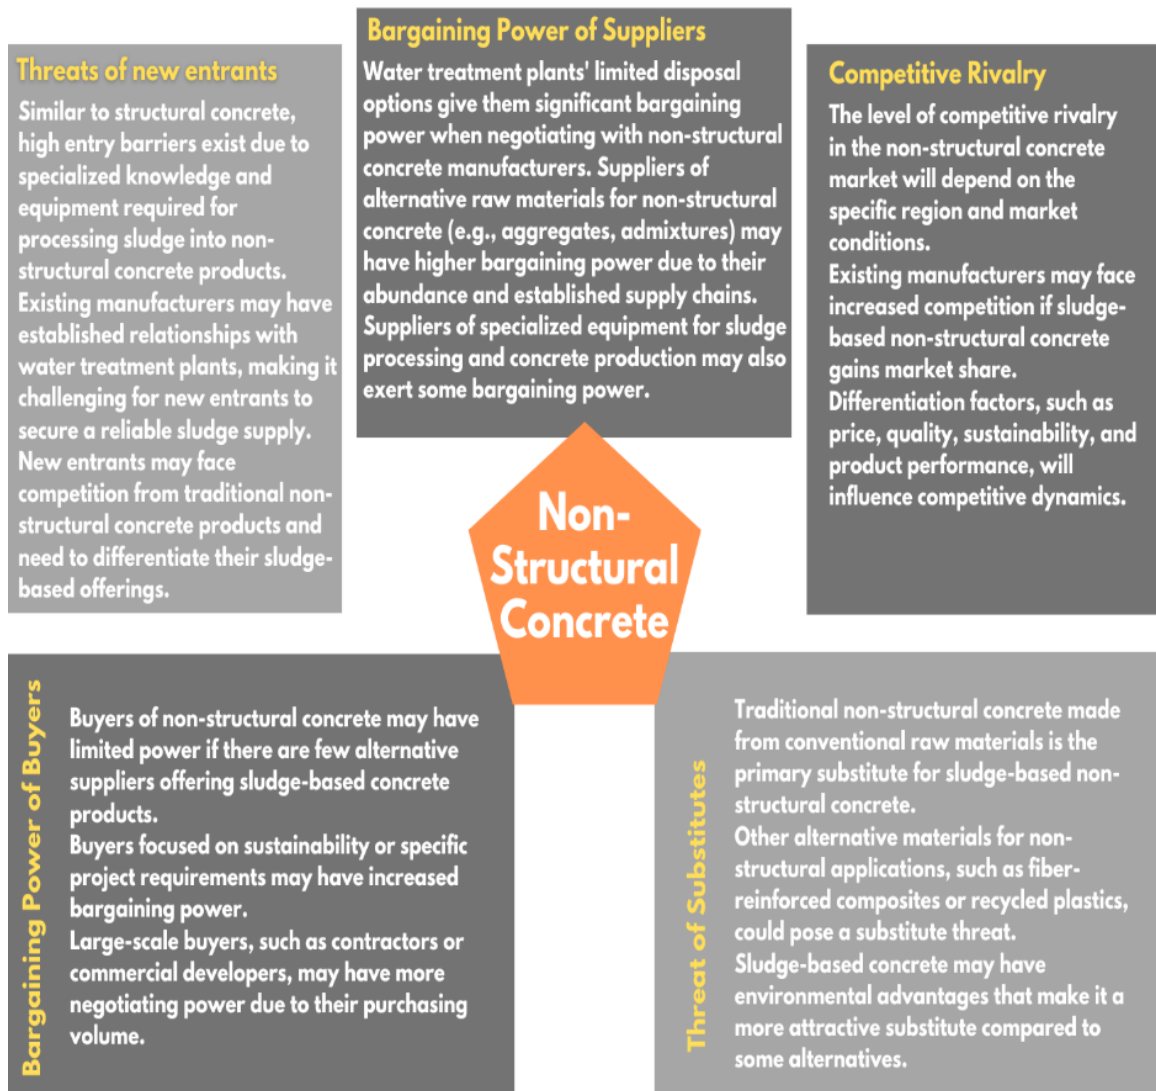 Threats of new entrants
Similar to structural concrete,
high entry barriers exist due to
specialized knowledge and
equipment required for
processing sludge into non-
structural concrete products.
Existing manufacturers may have
established relationships with
water treatment plants, making it
challenging for new entrants to
secure a reliable sludge supply.
New entrants may face
competition from traditional non-
structural concrete products and
need to differentiate their sludge-
based offerings.
Bargaining Power of Suppliers
Water treatment plants' limited disposal
options give them significant bargaining
power when negotiating with non-structural
concrete manufacturers. Suppliers of
alternative raw materials for non-structural
concrete (e.g., aggregates, admixtures) may
have higher bargaining power due to their
abundance and established supply chains.
Suppliers of specialized equipment for sludge
processing and concrete production may also
exert some bargaining power.
Competitive Rivalry
The level of competitive rivalry
in the non-structural concrete
market will depend on the
specific region and market
conditions.
Existing manufacturers may face
increased competition if sludge-
based non-structural concrete
gains market share.
Differentiation factors, such as
price, quality, sustainability, and
product performance, will
influence competitive dynamics.
Non-
Structural
Concrete
Bargaining Power of Buyers
Buyers of non-structural concrete may have
limited power if there are few alternative
suppliers offering sludge-based concrete
products.
Buyers focused on sustainability or specific
project requirements may have increased
bargaining power.
Large-scale buyers, such as contractors or
commercial developers, may have more
negotiating power due to their purchasing
volume.
Threat of Substitutes
Traditional non-structural concrete made
from conventional raw materials is the
primary substitute for sludge-based non-
structural concrete.
Other alternative materials for non-
structural applications, such as fiber-
reinforced composites or recycled plastics,
could pose a substitute threat.
Sludge-based concrete may have
environmental advantages that make it a
more attractive substitute compared to
some alternatives.